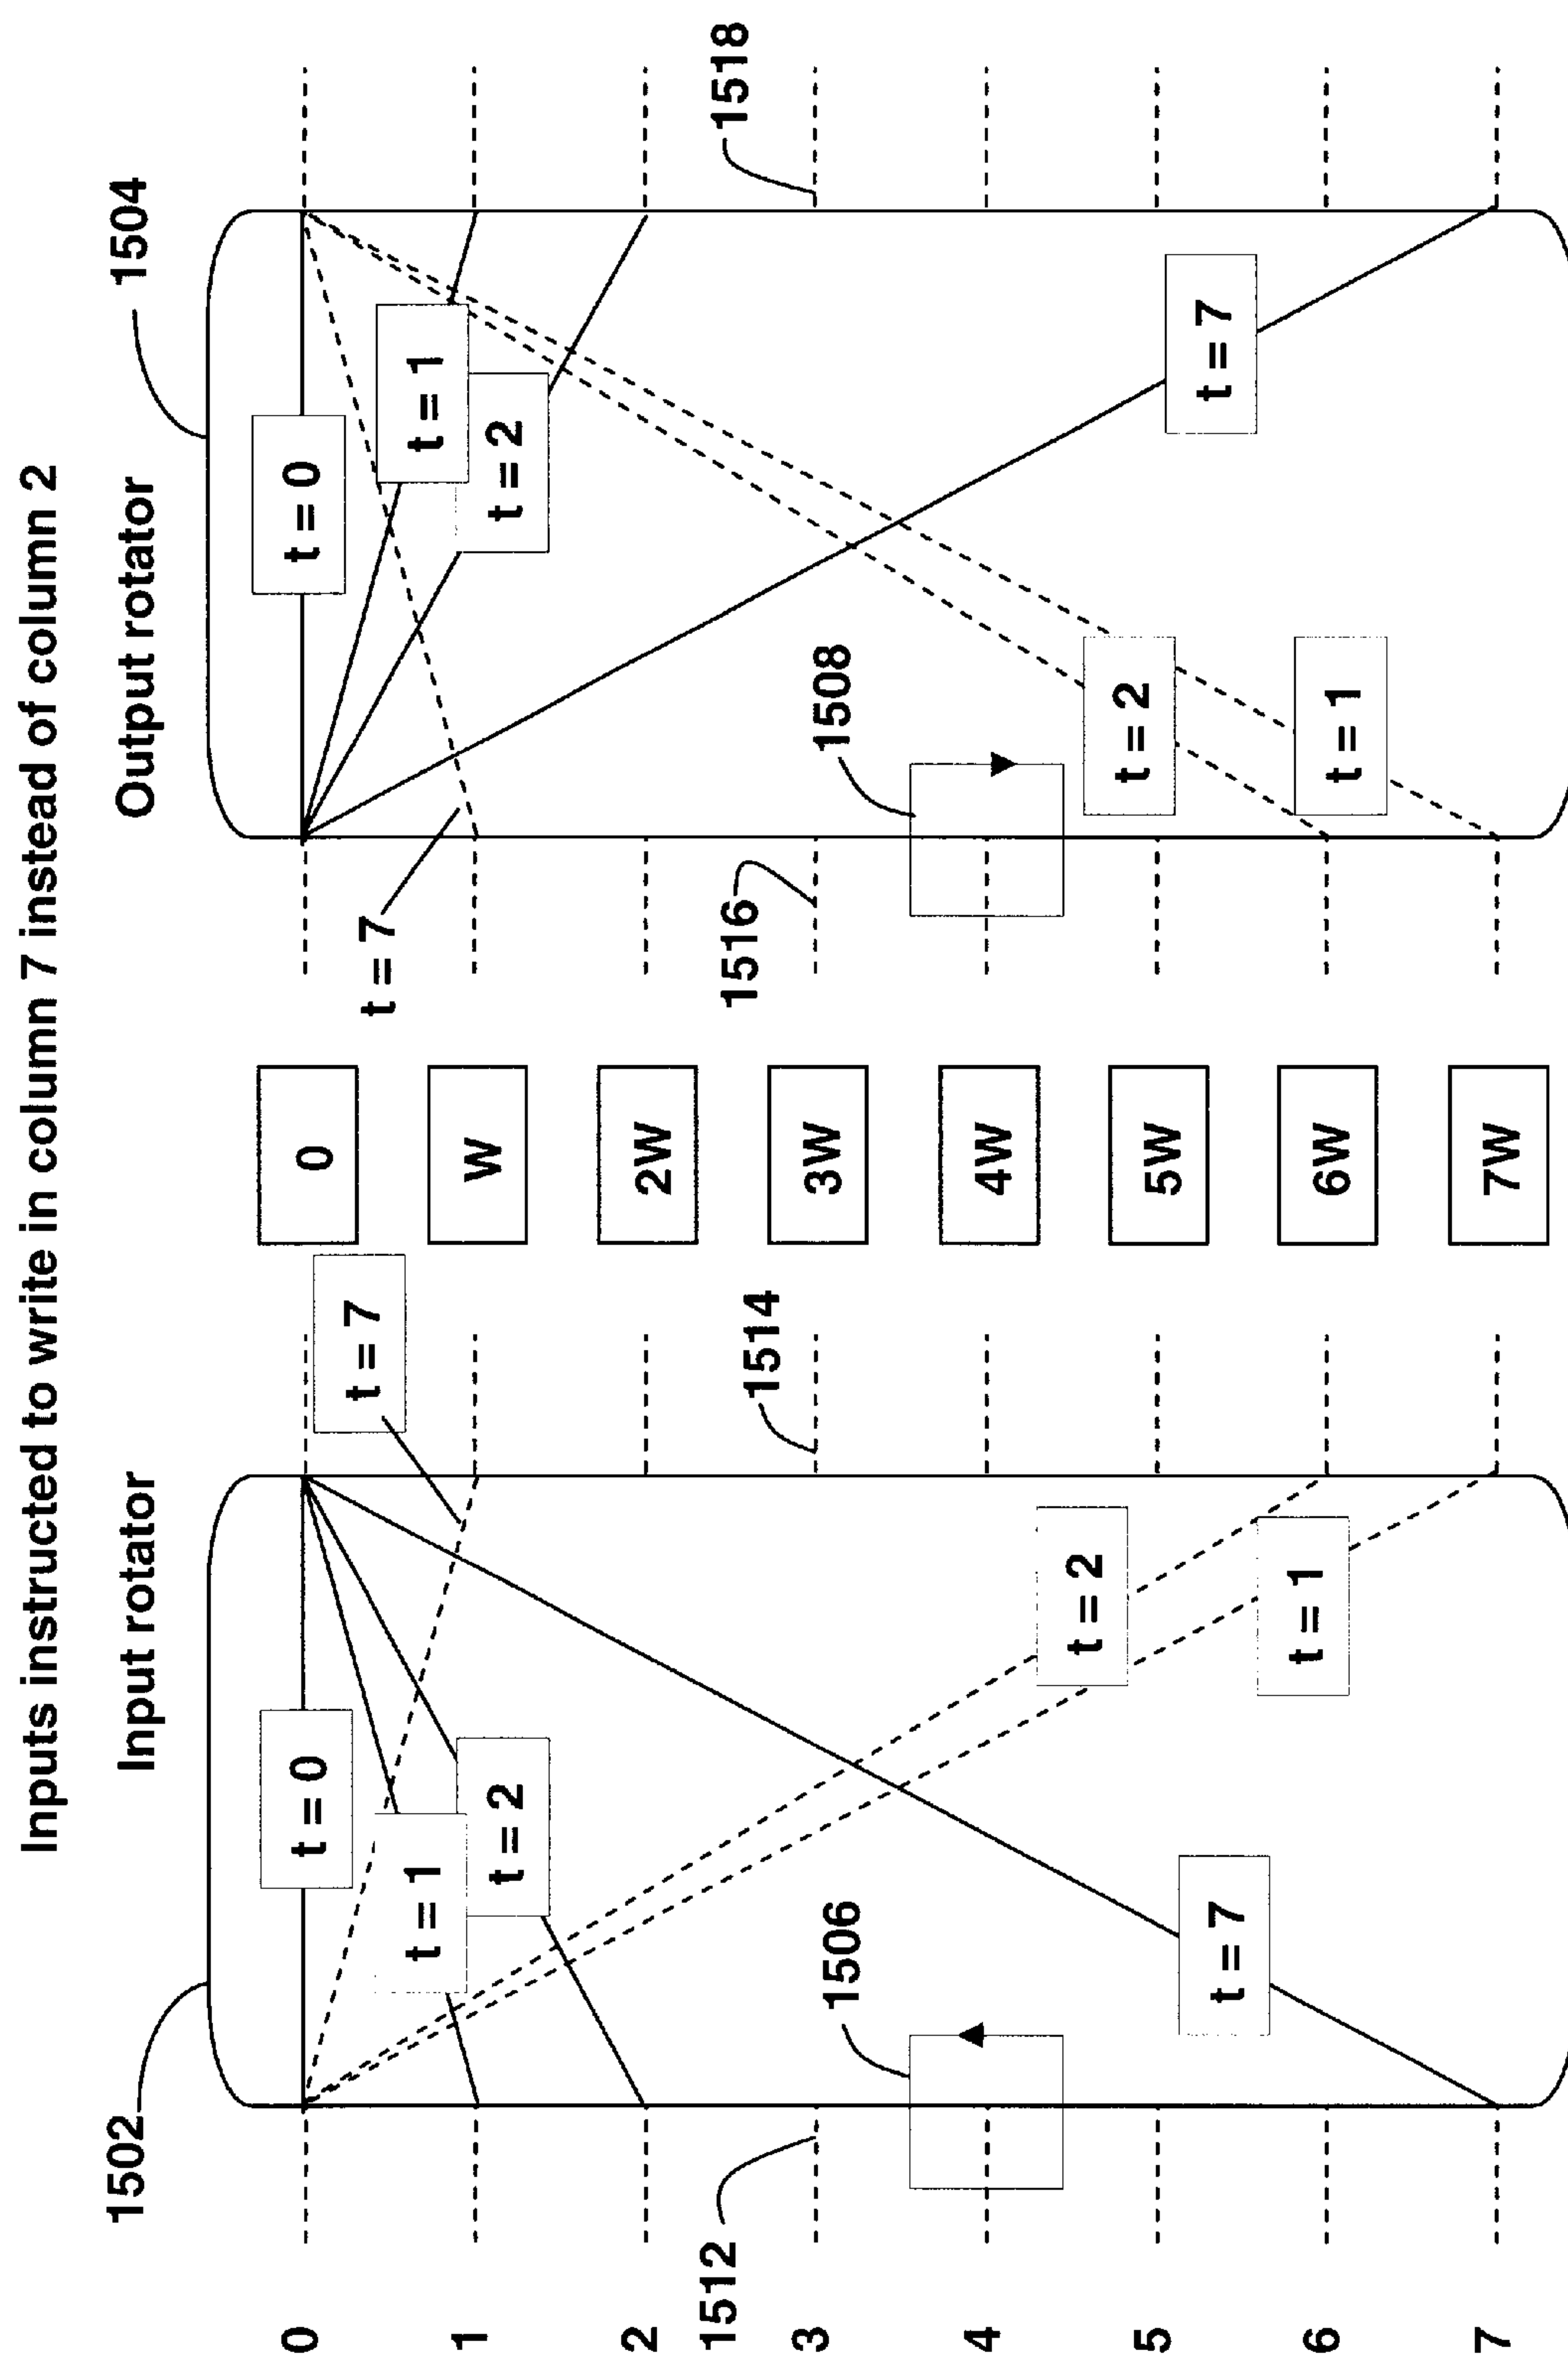 Inputs instructed to write in column 7 instead of column 2
Input rotator
Output rotator
1502
1504
t = 0
t = 1
t = 2
t = 7
t = 7
t = 2
t = 1
t = 0
t = 1
t = 2
t = 7
t = 7
t = 2
t = 1
1506
1508
1512
1514
1516
1518
0
1
2
3
4
5
6
7
0
W
2W
3W
4W
5W
6W
7W